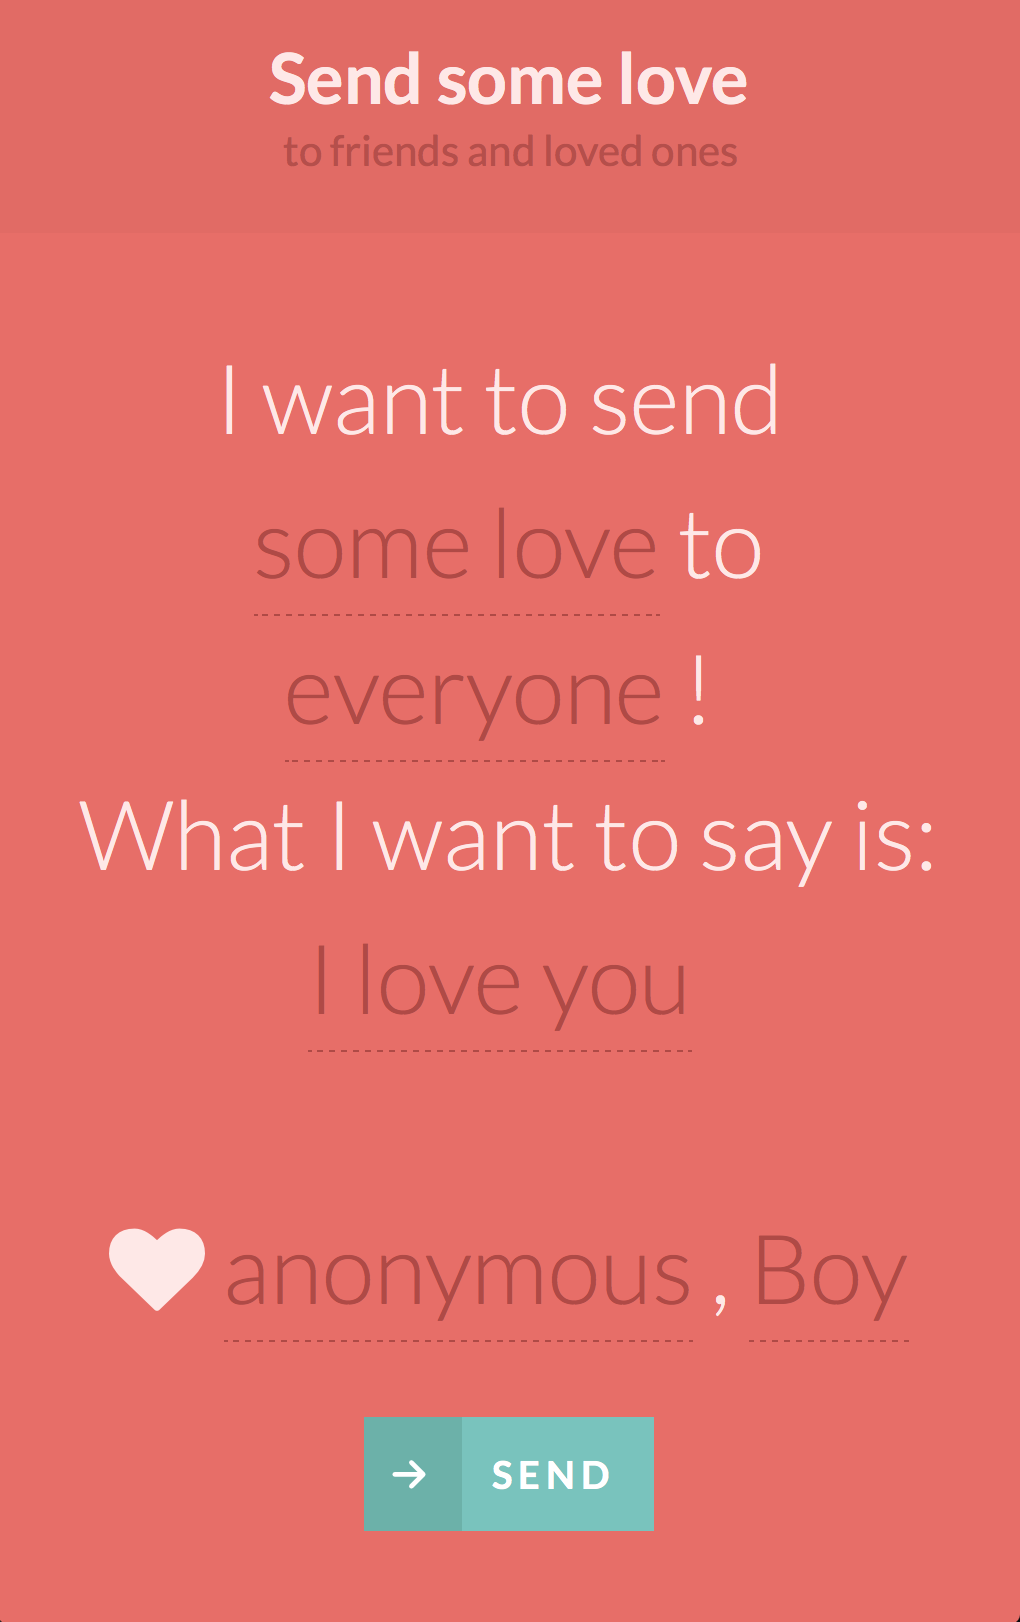 Send some love
to friends and loved ones
I want to send
some love to
everyone !
What I want to say is:
I love you
anonymous , Boy
SEND